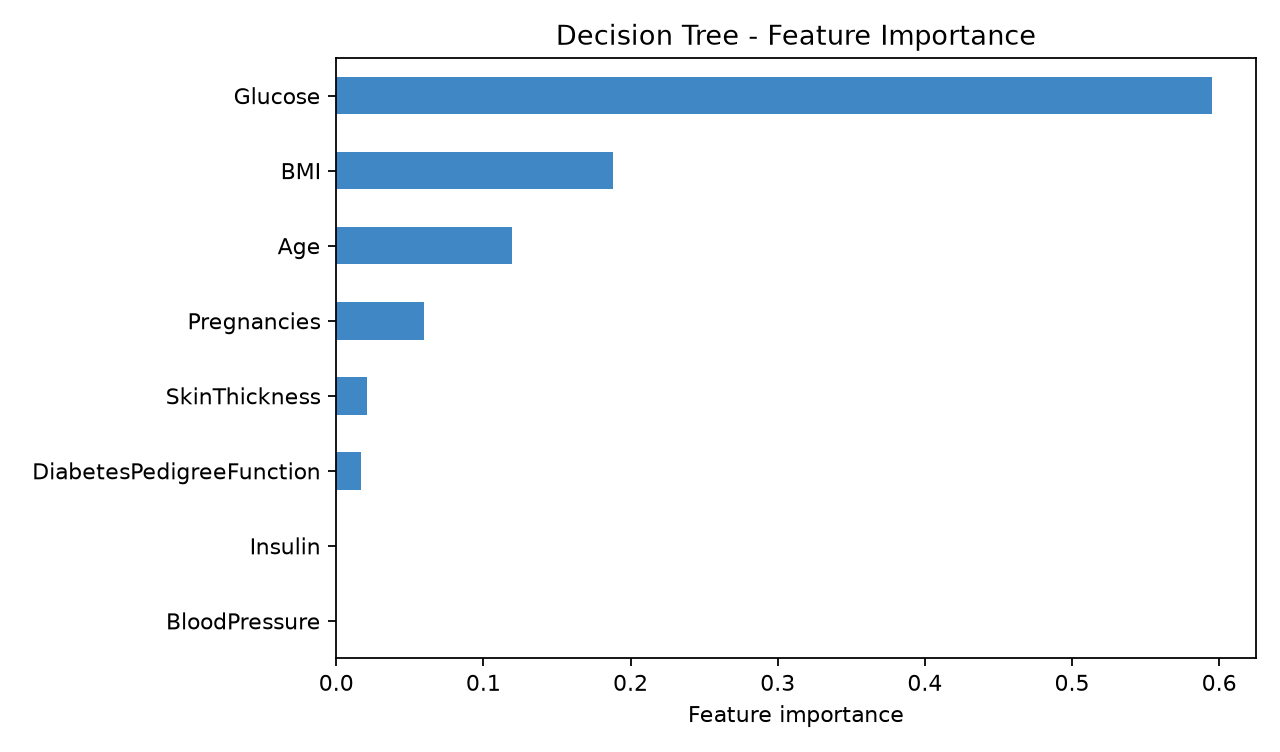 Decision Tree - Feature Importance
Glucose
BMI
Age
Pregnancies
SkinThickness
DiabetesPedigreeFunction
Insulin
BloodPressure
0.0 0.1 0.2 0.3 0.4 0.5 0.6
Feature importance